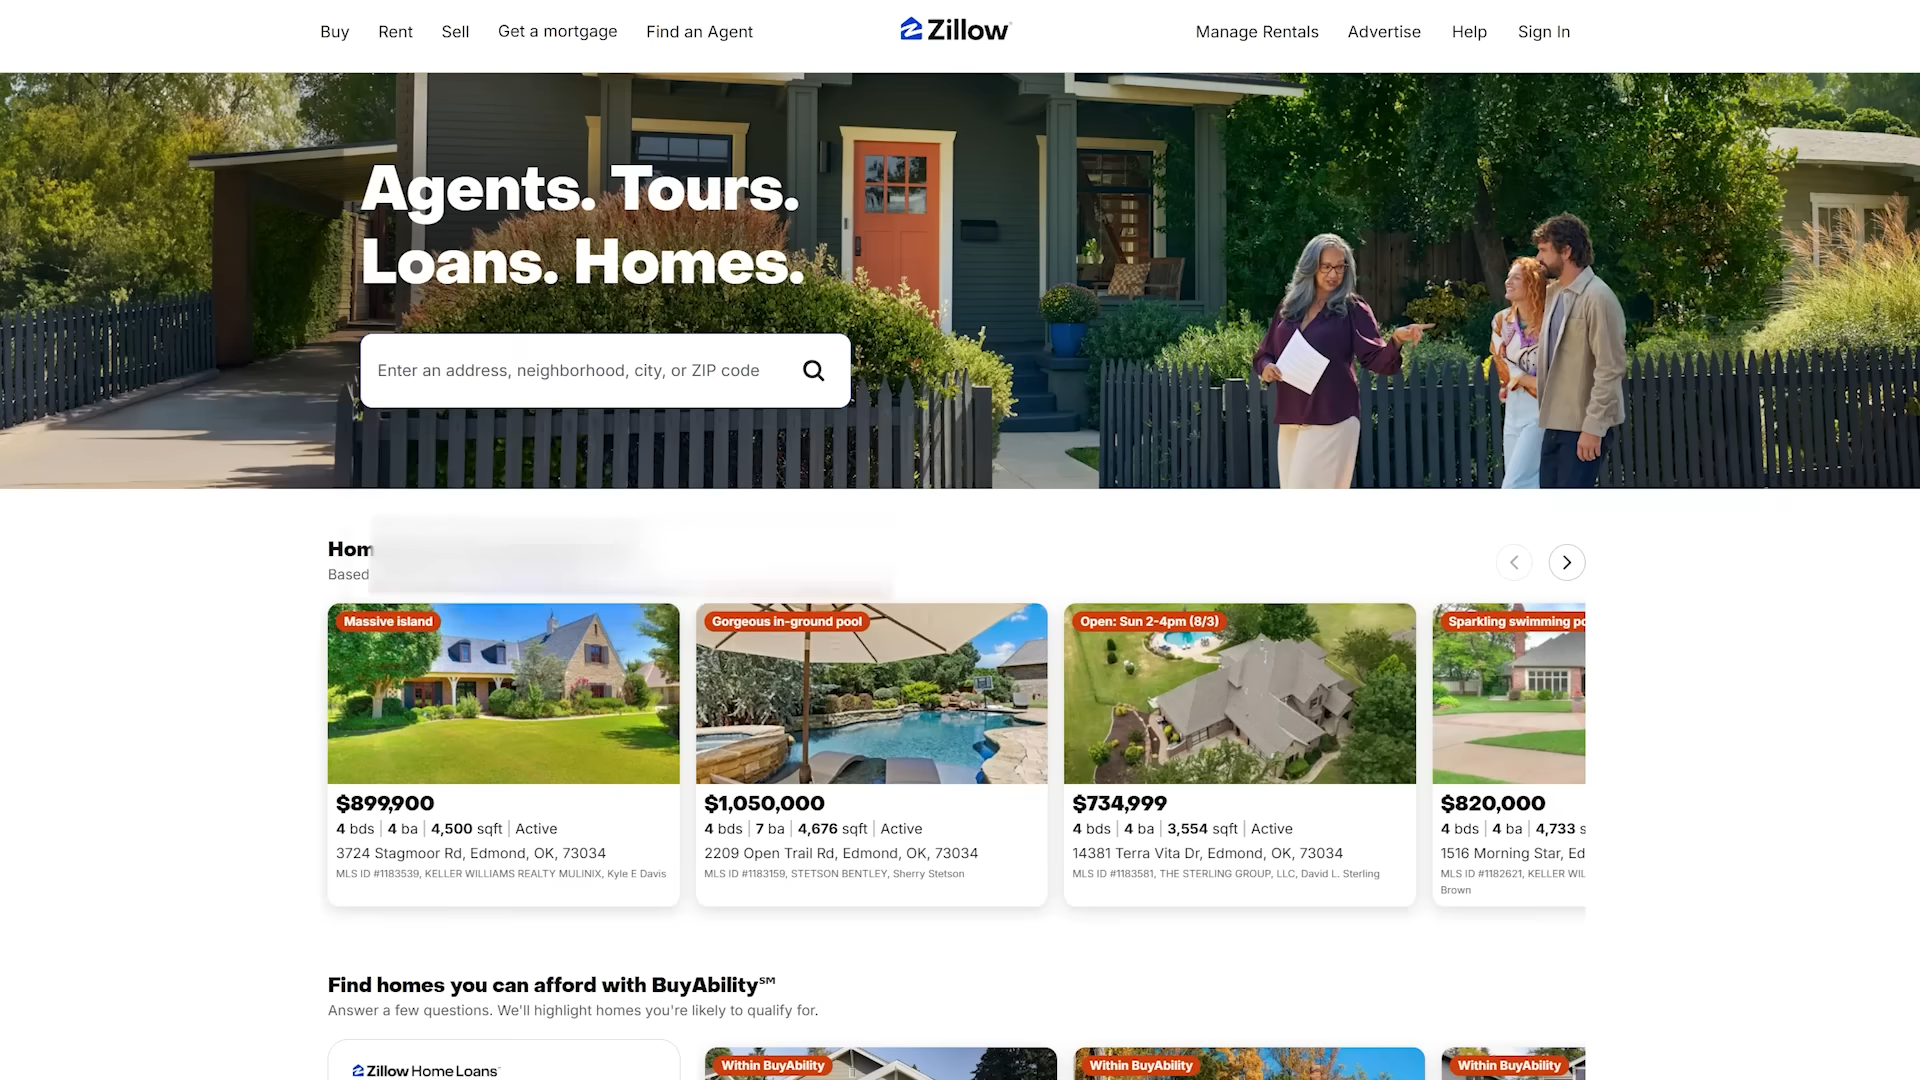 Buy Rent Sell Get a mortgage Find an Agent Zillow Manage Rentals Advertise Help Sign In
Agents. Tours.
Loans. Homes.
Enter an address, neighborhood, city, or ZIP code
Based
Massive island
$899,900
4 bds | 4 ba | 4,500 sqft | Active
3724 Stagmoor Rd, Edmond, OK, 73034
MLS ID #1183539, KELLER WILLIAMS REALTY MULINIX, Kyle E Davis
Gorgeous in-ground pool
$1,050,000
4 bds | 7 ba | 4,676 sqft | Active
2209 Open Trail Rd, Edmond, OK, 73034
MLS ID #1183159, STETSON BENTLEY, Sherry Stetson
Open: Sun 2-4pm (8/3)
$734,999
4 bds | 4 ba | 3,554 sqft | Active
14381 Terra Vita Dr, Edmond, OK, 73034
MLS ID #1183581, THE STERLING GROUP, LLC, David L. Sterling
Sparkling swimming
$820,000
4 bds | 4 ba | 4,733
1516 Morning Star,
MLS ID #1182621, KELLER
Brown
Find homes you can afford with BuyAbility℠
Answer a few questions. We'll highlight homes you're likely to qualify for.
Zillow Home Loans
Within BuyAbility
Within BuyAbility
Within BuyAbility